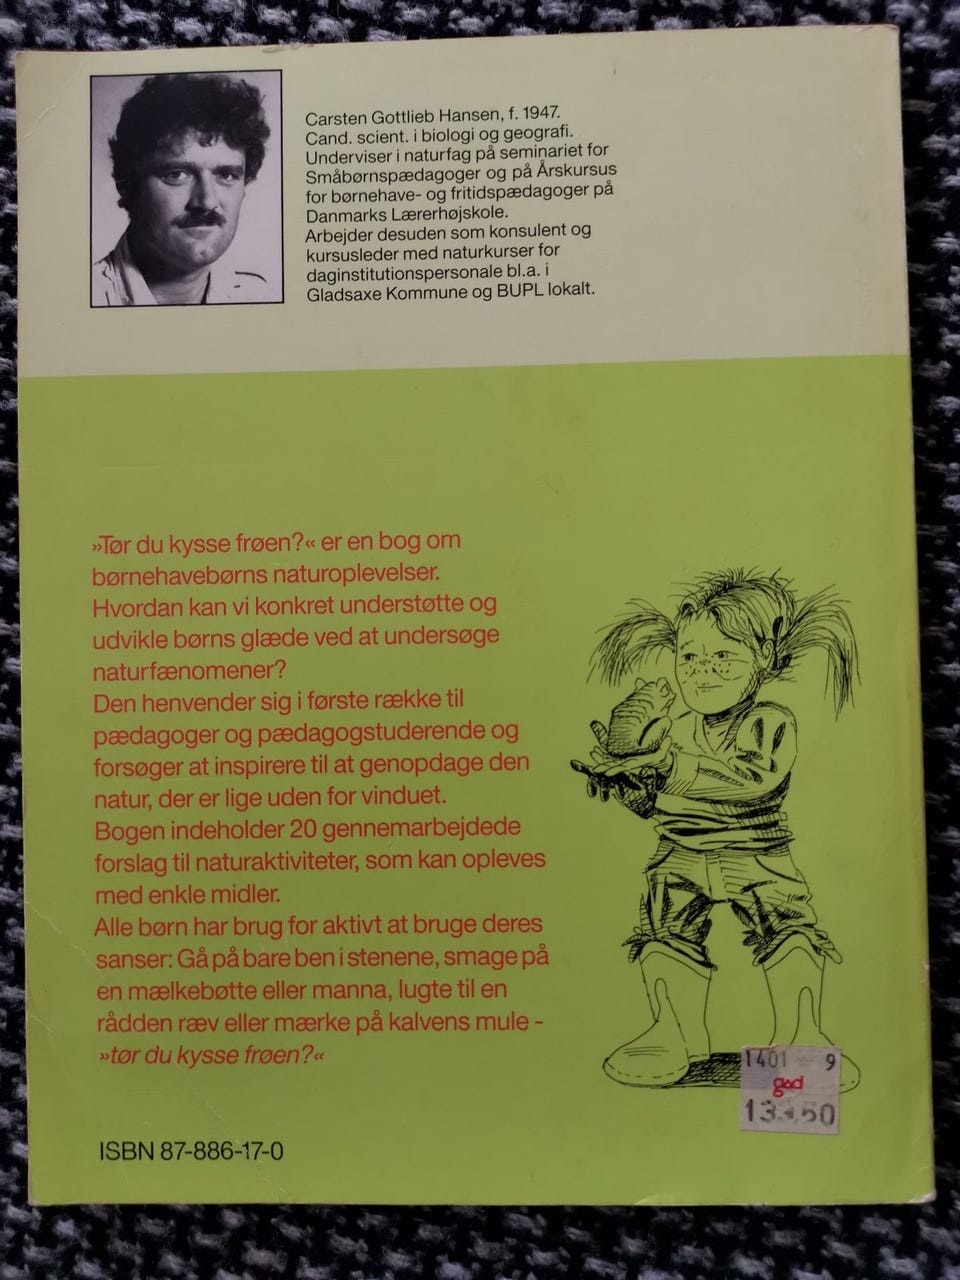 Carsten Gottlieb Hansen, f. 1947.
Cand. scient. i biologi og geografi.
Underviser i naturfag på seminariet for
Småbørnspædagoger og på Årskursus
for børnehave- og fritidspædagoger på
Danmarks Lærerhøjskole.
Arbejder desuden som konsulent og
kursusleder med naturkurser for
daginstitutionspersonale bl.a. i
Gladsaxe Kommune og BUPL lokalt.
»Tør du kysse frøen?« er en bog om
børnehavebørns naturoplevelser.
Hvordan kan vi konkret understøtte og
udvikle børns glæde ved at undersøge
naturfænomener?
Den henvender sig i første række til
pædagoger og pædagogstuderende og
forsøger at inspirere til at genopdage den
natur, der er lige uden for vinduet.
Bogen indeholder 20 gennemarbejdede
forslag til naturaktiviteter, som kan opleves
med enkle midler.
Alle børn har brug for aktivt at bruge deres
sanser: Gå på bare ben i stenene, smage på
en mælkebøtte eller manna, lugte til en
rådden ræv eller mærke på kalvens mule -
»tør du kysse frøen?«
1401 9
gad
ISBN 87-886-17-0